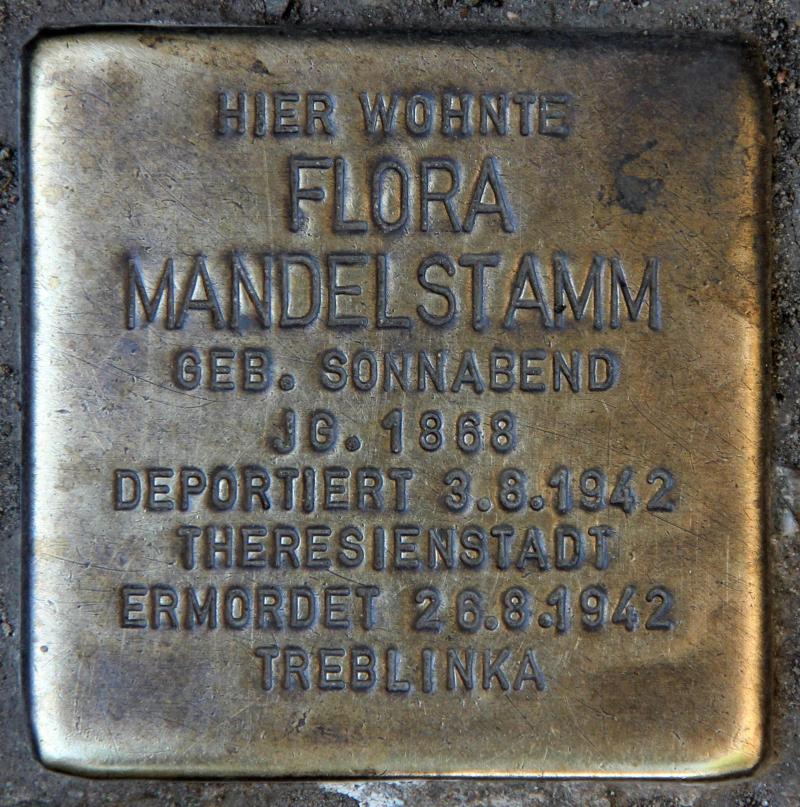 HIER WOHNTE
FLORA
MANDELSTAMM
GEB. SONNABEND
JG. 1868
DEPORTIERT 3.8.1942
THERESIENSTADT
ERMORDET 26.8.1942
TREBLINKA